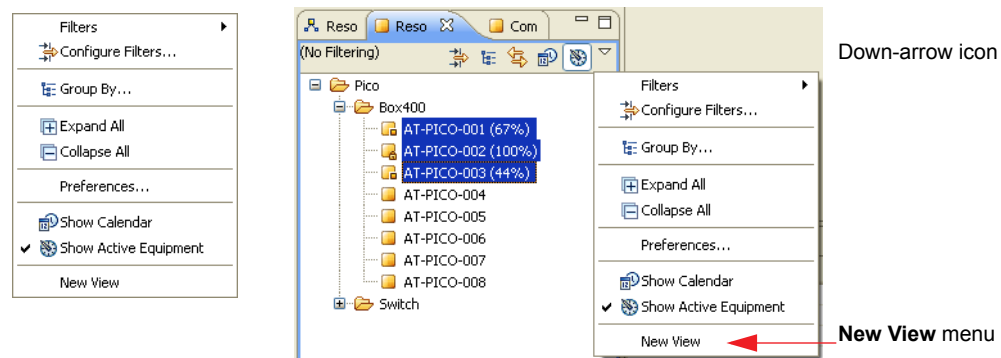 Filters
Configure Filters...
Group By...
Expand All
Collapse All
Preferences...
Show Calendar
Show Active Equipment
New View
Reso Reso Com
(No Filtering)
Pico
Box400
AT-PICO-001 (67%)
AT-PICO-002 (100%)
AT-PICO-003 (44%)
AT-PICO-004
AT-PICO-005
AT-PICO-006
AT-PICO-007
AT-PICO-008
Switch
Filters
Configure Filters...
Group By...
Expand All
Collapse All
Preferences...
Show Calendar
Show Active Equipment
New View
Down-arrow icon
New View menu